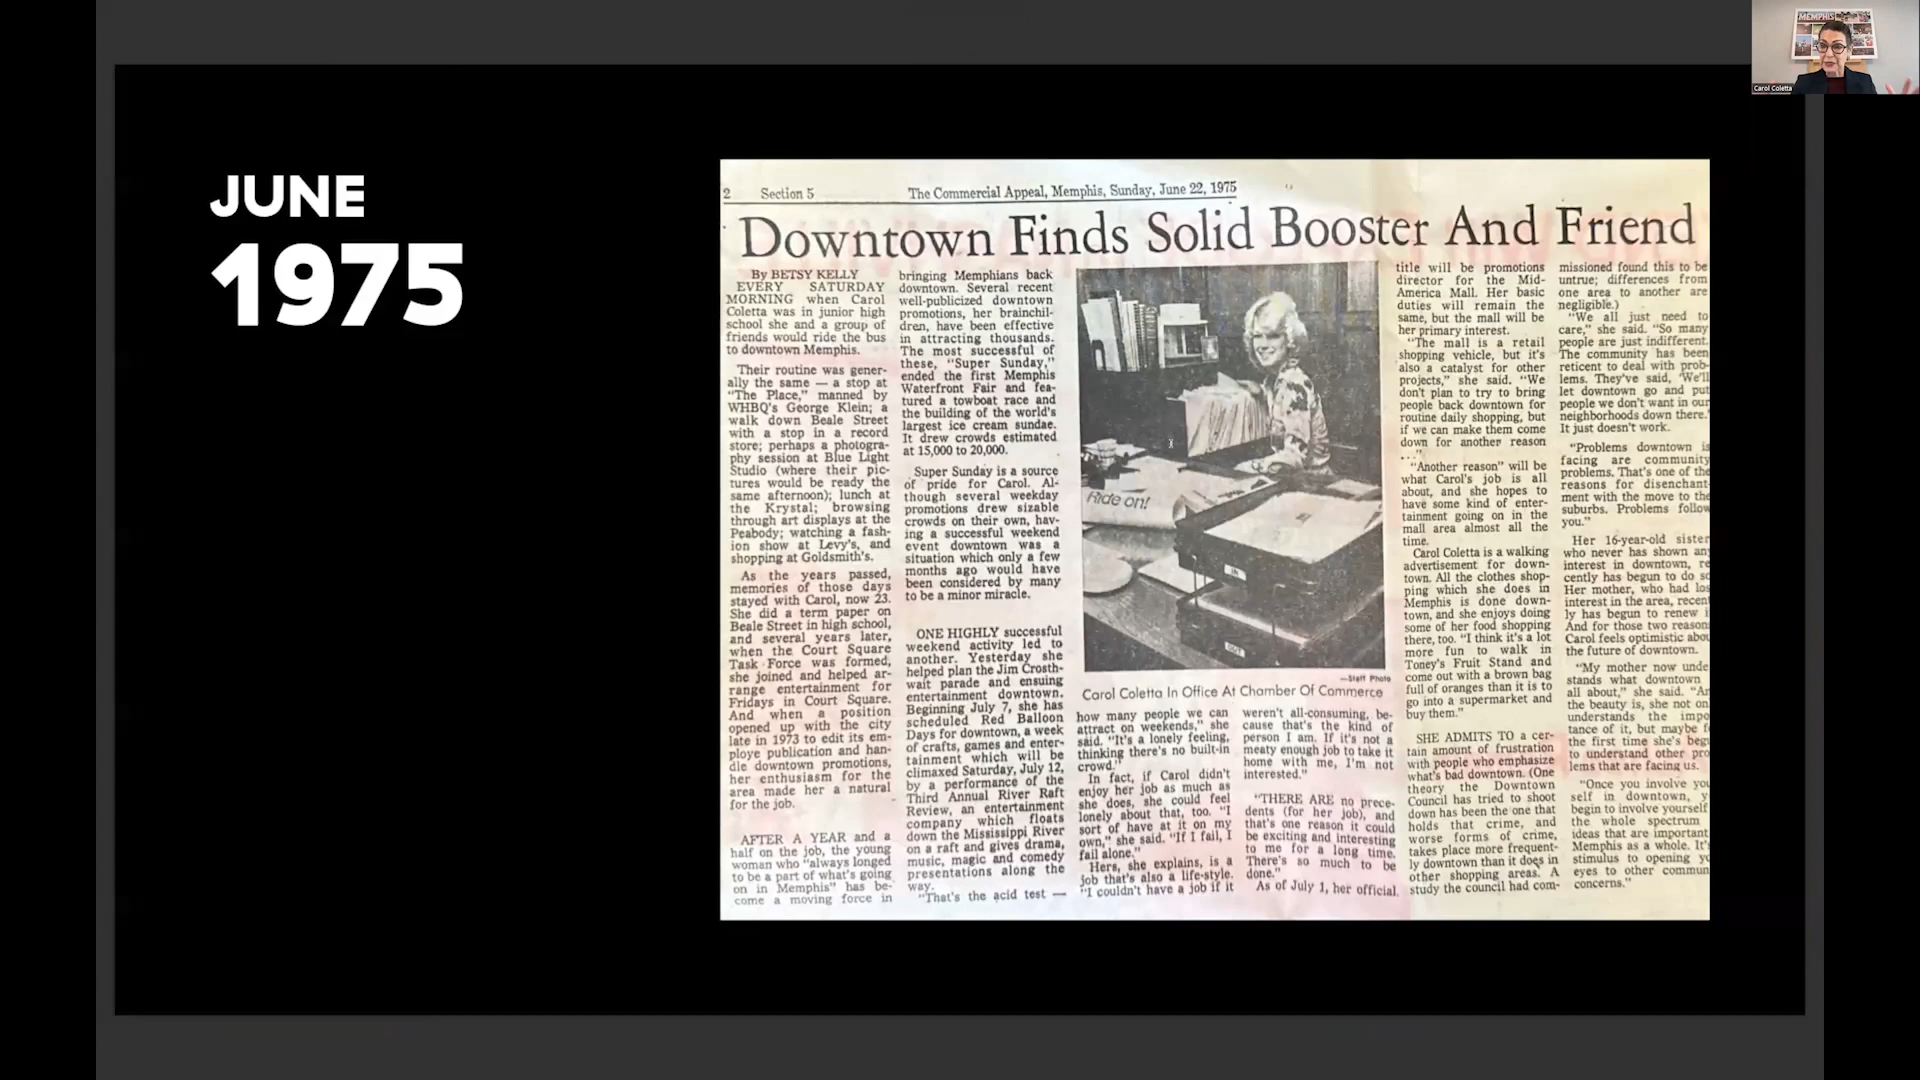 MEMPHIS
Carol Coletta
JUNE
1975
2 Section 5 The Commercial Appeal, Memphis, Sunday, June 22, 1975
Downtown Finds Solid Booster And Friend
By BETSY KELLY
EVERY SATURDAY
MORNING when Carol
Coletta was in junior high
school she and a group of
friends would ride the bus
to downtown Memphis.
Their routine was gener-
ally the same — a stop at
"The Place," manned by
WHBQ's George Klein; a
walk down Beale Street
with a stop in a record
store; perhaps a photogra-
phy session at Blue Light
Studio (where their pic-
tures would be ready the
same afternoon); lunch at
the Krystal; browsing
through art displays at the
Peabody; watching a fash-
ion show at Levy's, and
shopping at Goldsmith's.
As the years passed,
memories of those days
stayed with Carol, now 23.
She did a term paper on
Beale Street in high school,
and several years later,
when the Court Square
Task Force was formed,
she joined and helped ar-
range entertainment for
Fridays in Court Square.
And when a position
opened up with the city
late in 1973 to edit its em-
ploye publication and han-
dle downtown promotions,
her enthusiasm for the
area made her a natural
for the job.
AFTER A YEAR and a
half on the job, the young
woman who "always longed
to be a part of what's going
on in Memphis" has be-
come a moving force in
bringing Memphians back
downtown. Several recent
well-publicized downtown
promotions, her brainchil-
dren, have been effective
in attracting thousands.
The most successful of
these, "Super Sunday,"
ended the first Memphis
Waterfront Fair and fea-
tured a towboat race and
the building of the world's
largest ice cream sundae.
It drew crowds estimated
at 15,000 to 20,000.
Super Sunday is a source
of pride for Carol. Al-
though several weekday
promotions drew sizable
crowds on their own, hav-
ing a successful weekend
event downtown was a
situation which only a few
months ago would have
been considered by many
to be a minor miracle.
ONE HIGHLY successful
weekend activity led to
another. Yesterday she
helped plan the Jim Crosth-
wait parade and ensuing
entertainment downtown.
Beginning July 7, she has
scheduled Red Balloon
Days for downtown, a week
of crafts, games and enter-
tainment which will be
climaxed Saturday, July 12,
by a performance of the
Third Annual River Raft
Review, an entertainment
company which floats
down the Mississippi River
on a raft and gives drama,
music, magic and comedy
presentations along the
way.
"That's the acid test —
Ride on!
IN
OUT
—Staff Photo
Carol Coletta In Office At Chamber Of Commerce
how many people we can
attract on weekends," she
said. "It's a lonely feeling,
thinking there's no built-in
crowd."
In fact, if Carol didn't
enjoy her job as much as
she does, she could feel
lonely about that, too. "I
sort of have at it on my
own," she said. "If I fail, I
fail alone."
Hers, she explains, is a
job that's also a life-style.
"I couldn't have a job if it
weren't all-consuming, be-
cause that's the kind of
person I am. If it's not a
meaty enough job to take it
home with me, I'm not
interested."
"THERE ARE no prece-
dents (for her job), and
that's one reason it could
be exciting and interesting
to me for a long time.
There's so much to be
done."
As of July 1, her official
title will be promotions
director for the Mid-
America Mall. Her basic
duties will remain the
same, but the mall will be
her primary interest.
"The mall is a retail
shopping vehicle, but it's
also a catalyst for other
projects," she said. "We
don't plan to try to bring
people back downtown for
routine daily shopping, but
if we can make them come
down for another reason
. . ."
"Another reason" will be
what Carol's job is all
about, and she hopes to
have some kind of enter-
tainment going on in the
mall area almost all the
time.
Carol Coletta is a walking
advertisement for down-
town. All the clothes shop-
ping which she does in
Memphis is done down-
town, and she enjoys doing
some of her food shopping
there, too. "I think it's a lot
more fun to walk in
Toney's Fruit Stand and
come out with a brown bag
full of oranges than it is to
go into a supermarket and
buy them."
SHE ADMITS TO a cer-
tain amount of frustration
with people who emphasize
what's bad downtown. (One
theory the Downtown
Council has tried to shoot
down has been the one that
holds that crime, and
worse forms of crime,
takes place more frequent-
ly downtown than it does in
other shopping areas. A
study the council had com-
missioned found this to be
untrue; differences from
one area to another are
negligible.)
"We all just need to
care," she said. "So many
people are just indifferent.
The community has been
reticent to deal with prob-
lems. They've said, 'We'll
let downtown go and put
people we don't want in our
neighborhoods down there.'
It just doesn't work.
"Problems downtown is
facing are community
problems. That's one of the
reasons for disenchant-
ment with the move to the
suburbs. Problems follow
you."
Her 16-year-old sister
who never has shown any
interest in downtown, re
cently has begun to do so
Her mother, who had los
interest in the area, recent
ly has begun to renew i
And for those two reason
Carol feels optimistic abou
the future of downtown.
"My mother now unde
stands what downtown
all about," she said. "An
the beauty is, she not on
understands the impo
tance of it, but maybe f
the first time she's beg
to understand other pro
lems that are facing us.
"Once you involve you
self in downtown, y
begin to involve yourself
the whole spectrum
ideas that are important
Memphis as a whole. It's
stimulus to opening yo
eyes to other commun
concerns."